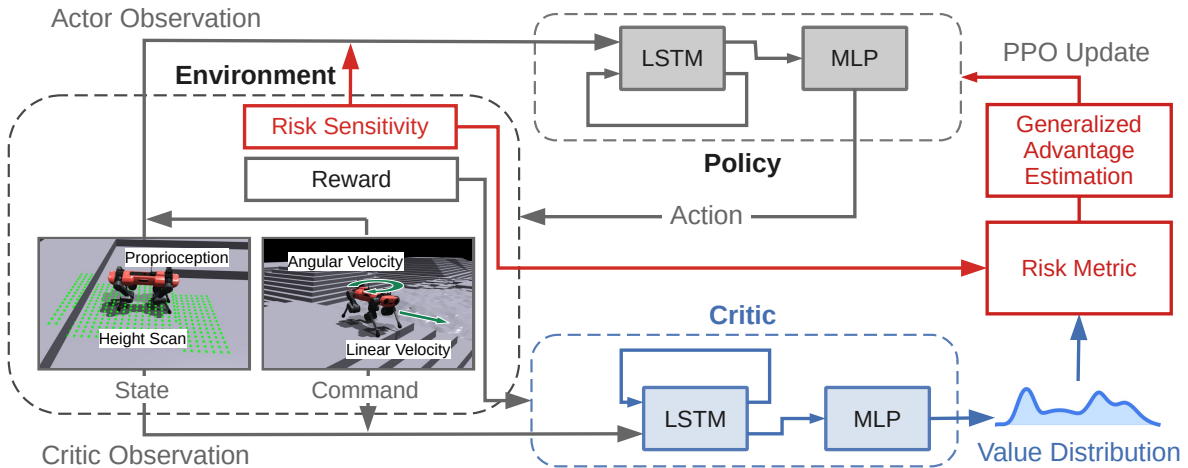 Actor Observation
Environment
Risk Sensitivity
Reward
Proprioception
Height Scan
State
Angular Velocity
Linear Velocity
Command
Critic Observation
LSTM
MLP
Policy
Action
PPO Update
Generalized
Advantage
Estimation
Risk Metric
Critic
LSTM
MLP
Value Distribution